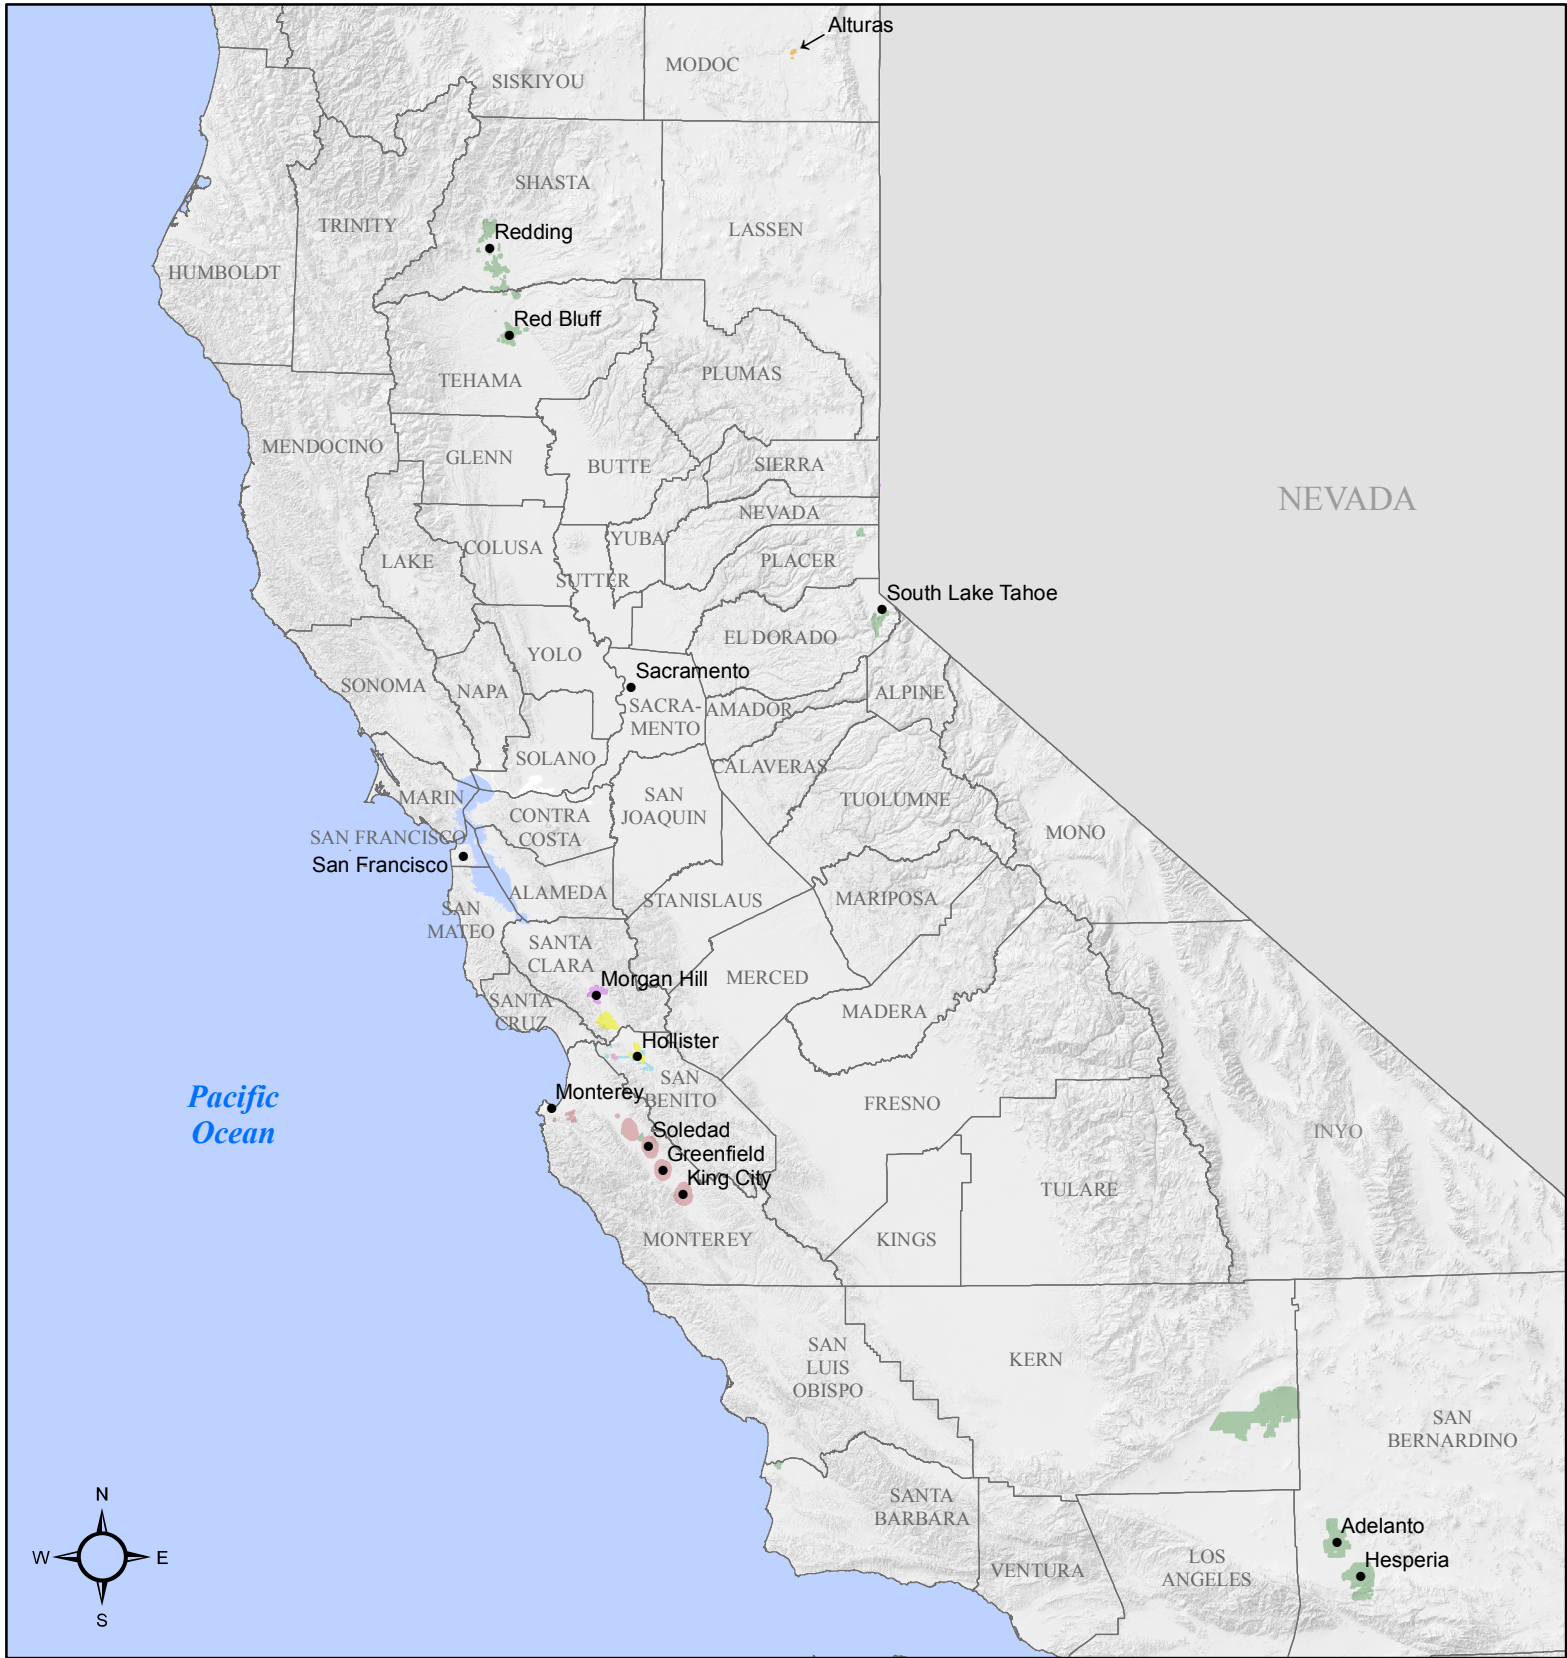 Alturas
MODOC
SISKIYOU
SHASTA
TRINITY
Redding
LASSEN
HUMBOLDT
Red Bluff
TEHAMA
PLUMAS
MENDOCINO
GLENN
BUTTE
SIERRA
NEVADA
NEVADA
COLUSA
YUBA
LAKE
PLACER
SUTTER
South Lake Tahoe
EL DORADO
YOLO
Sacramento
SONOMA
NAPA
ALPINE
SACRA-
MENTO
AMADOR
SOLANO
CALAVERAS
MARIN
SAN
JOAQUIN
TUOLUMNE
CONTRA
COSTA
MONO
SAN FRANCISCO
San Francisco
ALAMEDA
STANISLAUS
MARIPOSA
SAN
MATEO
SANTA
CLARA
Morgan Hill
MERCED
SANTA
CRUZ
MADERA
Hollister
SAN
BENITO
Monterey
FRESNO
Pacific
Ocean
Soledad
Greenfield
King City
INYO
TULARE
MONTEREY
KINGS
SAN
LUIS
OBISPO
KERN
SAN
BERNARDINO
SANTA
BARBARA
VENTURA
LOS
ANGELES
Adelanto
Hesperia
N
W
E
S